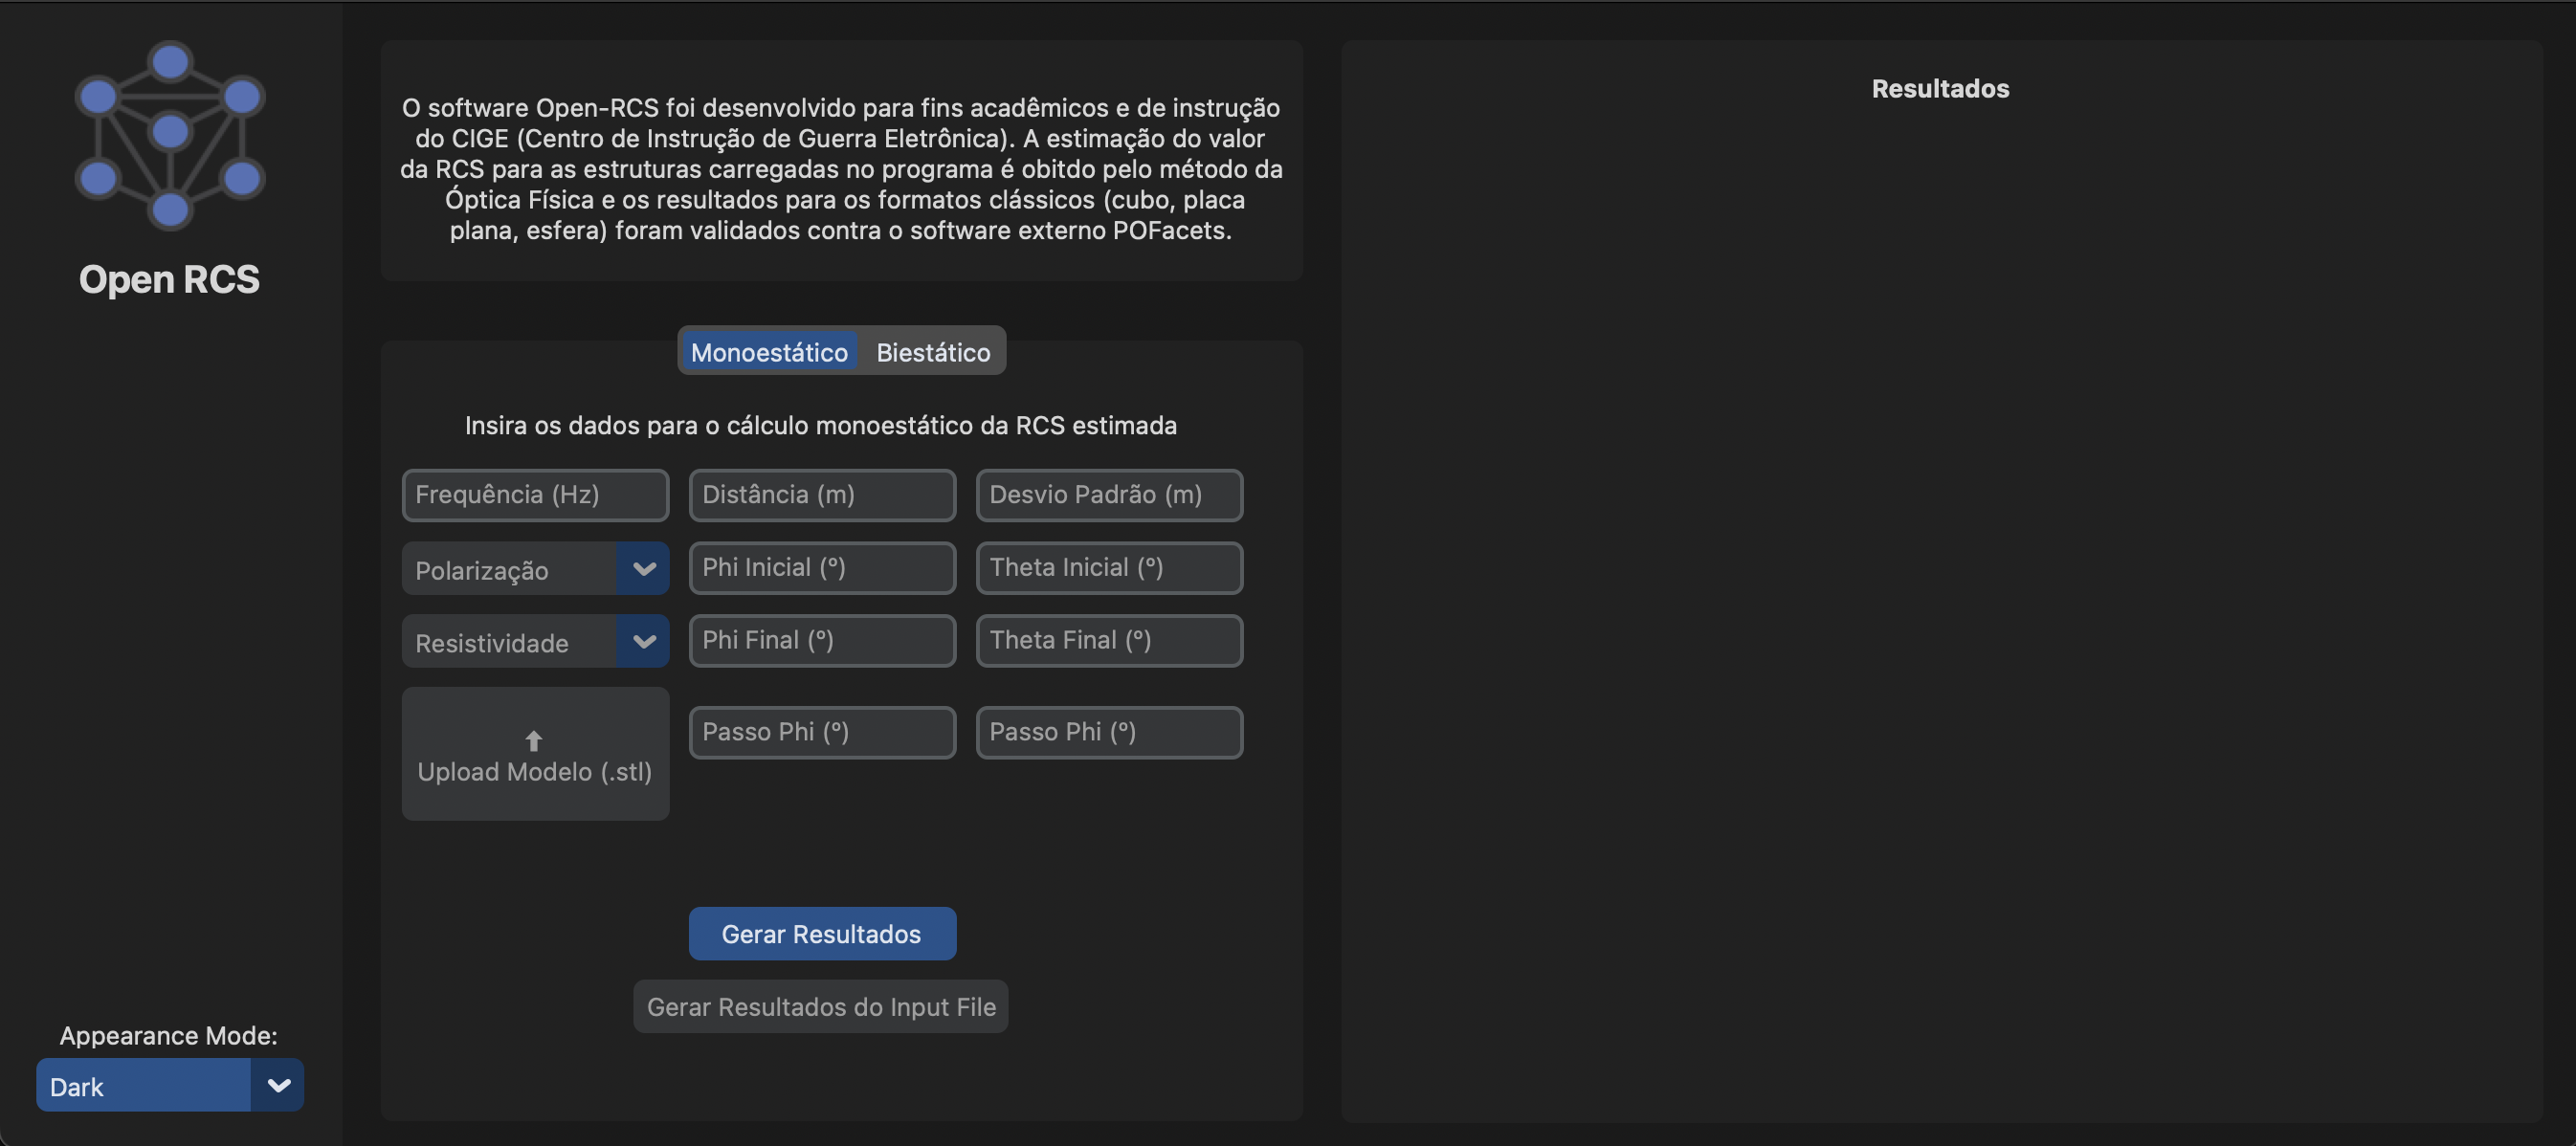 Open RCS
Appearance Mode:
Dark
O software Open-RCS foi desenvolvido para fins acadêmicos e de instrução
do CIGE (Centro de Instrução de Guerra Eletrônica). A estimação do valor
da RCS para as estruturas carregadas no programa é obitdo pelo método da
Óptica Física e os resultados para os formatos clássicos (cubo, placa
plana, esfera) foram validados contra o software externo POFacets.
Monoestático Biestático
Insira os dados para o cálculo monoestático da RCS estimada
Frequência (Hz) Distância (m) Desvio Padrão (m)
Polarização Phi Inicial (°) Theta Inicial (°)
Resistividade Phi Final (°) Theta Final (°)
Upload Modelo (.stl) Passo Phi (°) Passo Phi (°)
Gerar Resultados
Gerar Resultados do Input File
Resultados